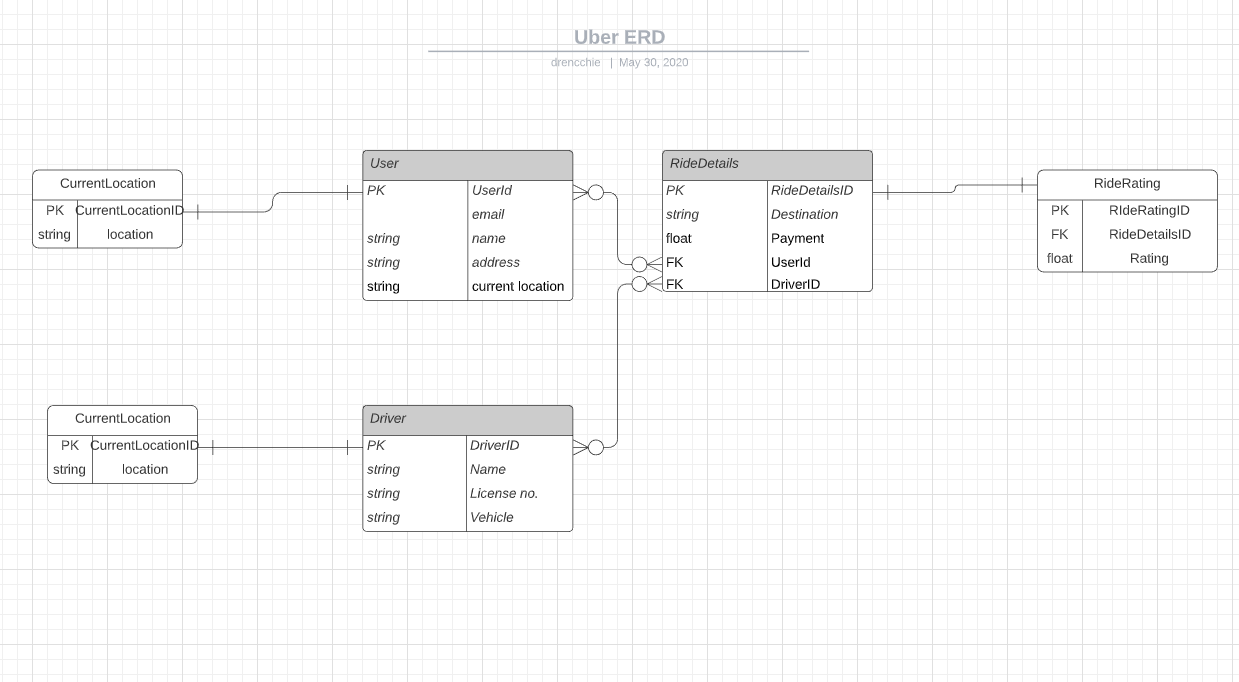 Uber ERD
drencchie | May 30, 2020
CurrentLocation
PK CurrentLocationID
string location
User
PK UserId
email
string name
string address
string current location
RideDetails
PK RideDetailsID
string Destination
float Payment
FK UserId
FK DriverID
RideRating
PK RIdeRatingID
FK RideDetailsID
float Rating
CurrentLocation
PK CurrentLocationID
string location
Driver
PK DriverID
string Name
string License no.
string Vehicle